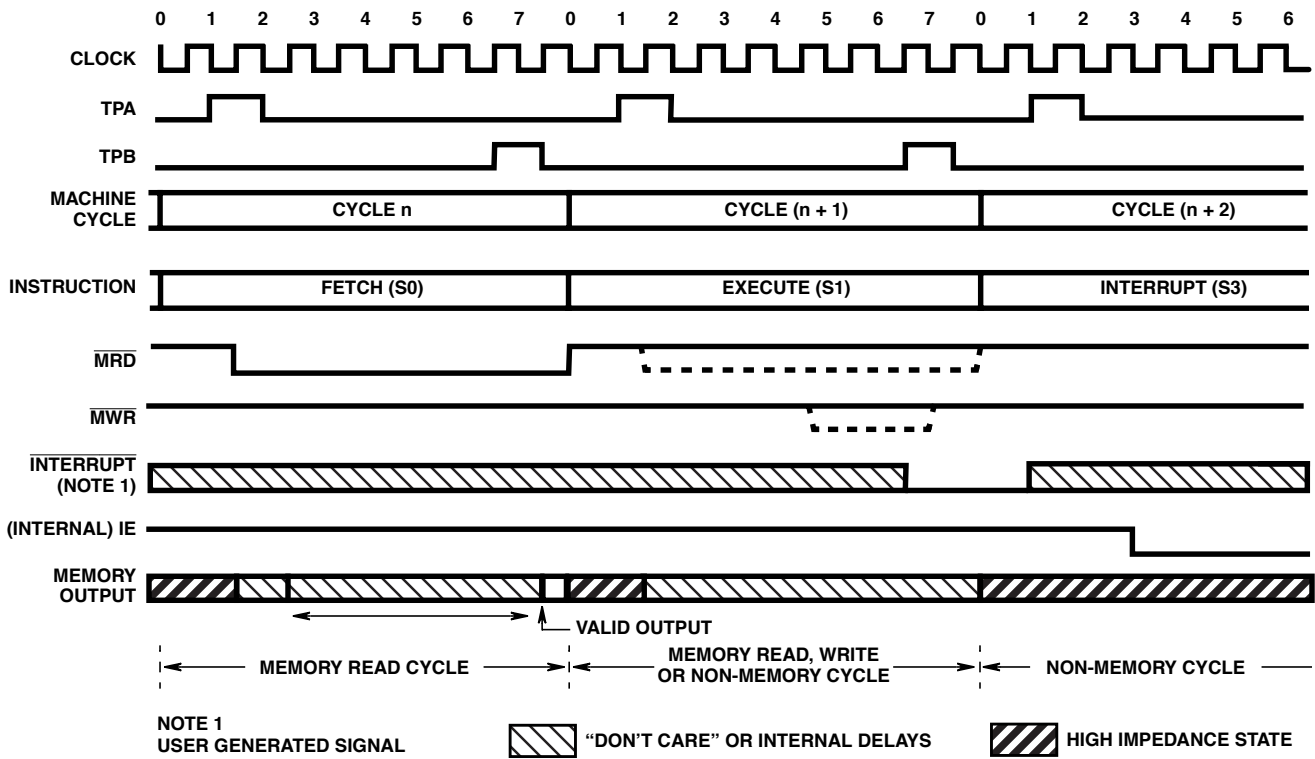 0 1 2 3 4 5 6 7 0 1 2 3 4 5 6 7 0 1 2 3 4 5 6
CLOCK
TPA
TPB
MACHINE
CYCLE
CYCLE n
CYCLE (n + 1)
CYCLE (n + 2)
INSTRUCTION
FETCH (S0)
EXECUTE (S1)
INTERRUPT (S3)
MRD
MWR
INTERRUPT
(NOTE 1)
(INTERNAL) IE
MEMORY
OUTPUT
VALID OUTPUT
MEMORY READ CYCLE
MEMORY READ, WRITE
OR NON-MEMORY CYCLE
NON-MEMORY CYCLE
NOTE 1
USER GENERATED SIGNAL
“DON'T CARE” OR INTERNAL DELAYS
HIGH IMPEDANCE STATE